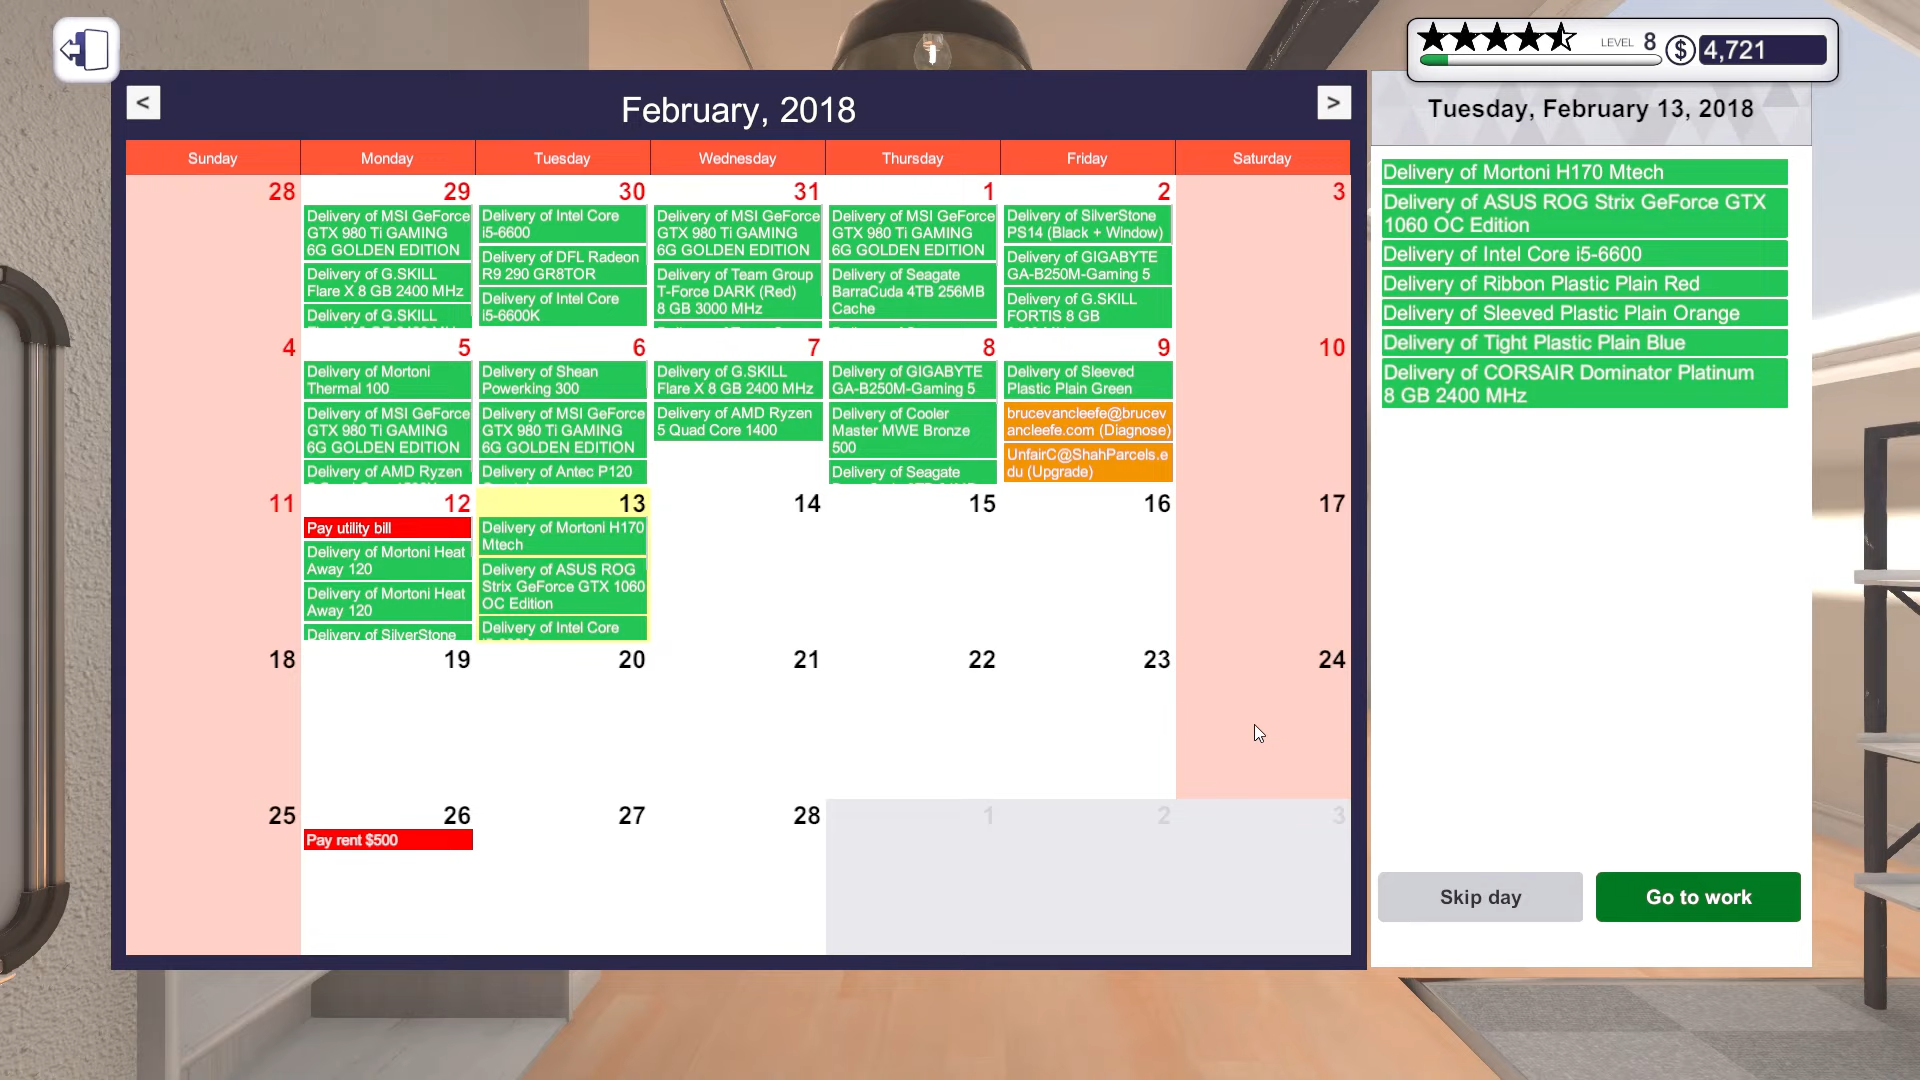 LEVEL 8 $ 4,721
< February, 2018 >
Sunday Monday Tuesday Wednesday Thursday Friday Saturday
28
29
Delivery of MSI GeForce
GTX 980 Ti GAMING
6G GOLDEN EDITION
Delivery of G.SKILL
Flare X 8 GB 2400 MHz
Delivery of G.SKILL
30
Delivery of Intel Core
i5-6600
Delivery of DFL Radeon
R9 290 GR8TOR
Delivery of Intel Core
i5-6600K
31
Delivery of MSI GeForce
GTX 980 Ti GAMING
6G GOLDEN EDITION
Delivery of Team Group
T-Force DARK (Red)
8 GB 3000 MHz
1
Delivery of MSI GeForce
GTX 980 Ti GAMING
6G GOLDEN EDITION
Delivery of Seagate
BarraCuda 4TB 256MB
Cache
2
Delivery of SilverStone
PS14 (Black + Window)
Delivery of GIGABYTE
GA-B250M-Gaming 5
Delivery of G.SKILL
FORTIS 8 GB
3
4
5
Delivery of Mortoni
Thermal 100
Delivery of MSI GeForce
GTX 980 Ti GAMING
6G GOLDEN EDITION
Delivery of AMD Ryzen
6
Delivery of Shean
Powerking 300
Delivery of MSI GeForce
GTX 980 Ti GAMING
6G GOLDEN EDITION
Delivery of Antec P120
7
Delivery of G.SKILL
Flare X 8 GB 2400 MHz
Delivery of AMD Ryzen
5 Quad Core 1400
8
Delivery of GIGABYTE
GA-B250M-Gaming 5
Delivery of Cooler
Master MWE Bronze
500
Delivery of Seagate
9
Delivery of Sleeved
Plastic Plain Green
brucevancleefe@brucev
ancleefe.com (Diagnose)
UnfairC@ShahParcels.e
du (Upgrade)
10
11
12
Pay utility bill
Delivery of Mortoni Heat
Away 120
Delivery of Mortoni Heat
Away 120
Delivery of SilverStone
13
Delivery of Mortoni H170
Mtech
Delivery of ASUS ROG
Strix GeForce GTX 1060
OC Edition
Delivery of Intel Core
14
15
16
17
18
19
20
21
22
23
24
25
26
Pay rent $500
27
28
1
2
3
Tuesday, February 13, 2018
Delivery of Mortoni H170 Mtech
Delivery of ASUS ROG Strix GeForce GTX
1060 OC Edition
Delivery of Intel Core i5-6600
Delivery of Ribbon Plastic Plain Red
Delivery of Sleeved Plastic Plain Orange
Delivery of Tight Plastic Plain Blue
Delivery of CORSAIR Dominator Platinum
8 GB 2400 MHz
Skip day
Go to work